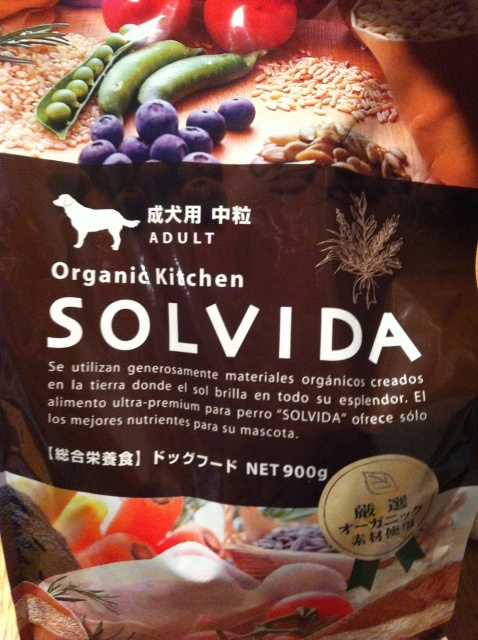 成犬用 中粒
ADULT
Organic Kitchen
SOLVIDA
Se utilizan generosamente materiales orgánicos creados
en la tierra donde el sol brilla en todo su esplendor. El
alimento ultra-premium para perro “SOLVIDA” ofrece sólo
los mejores nutrientes para su mascota.
【総合栄養食】 ドッグフード NET 900g
厳選
オーガニック
素材使用